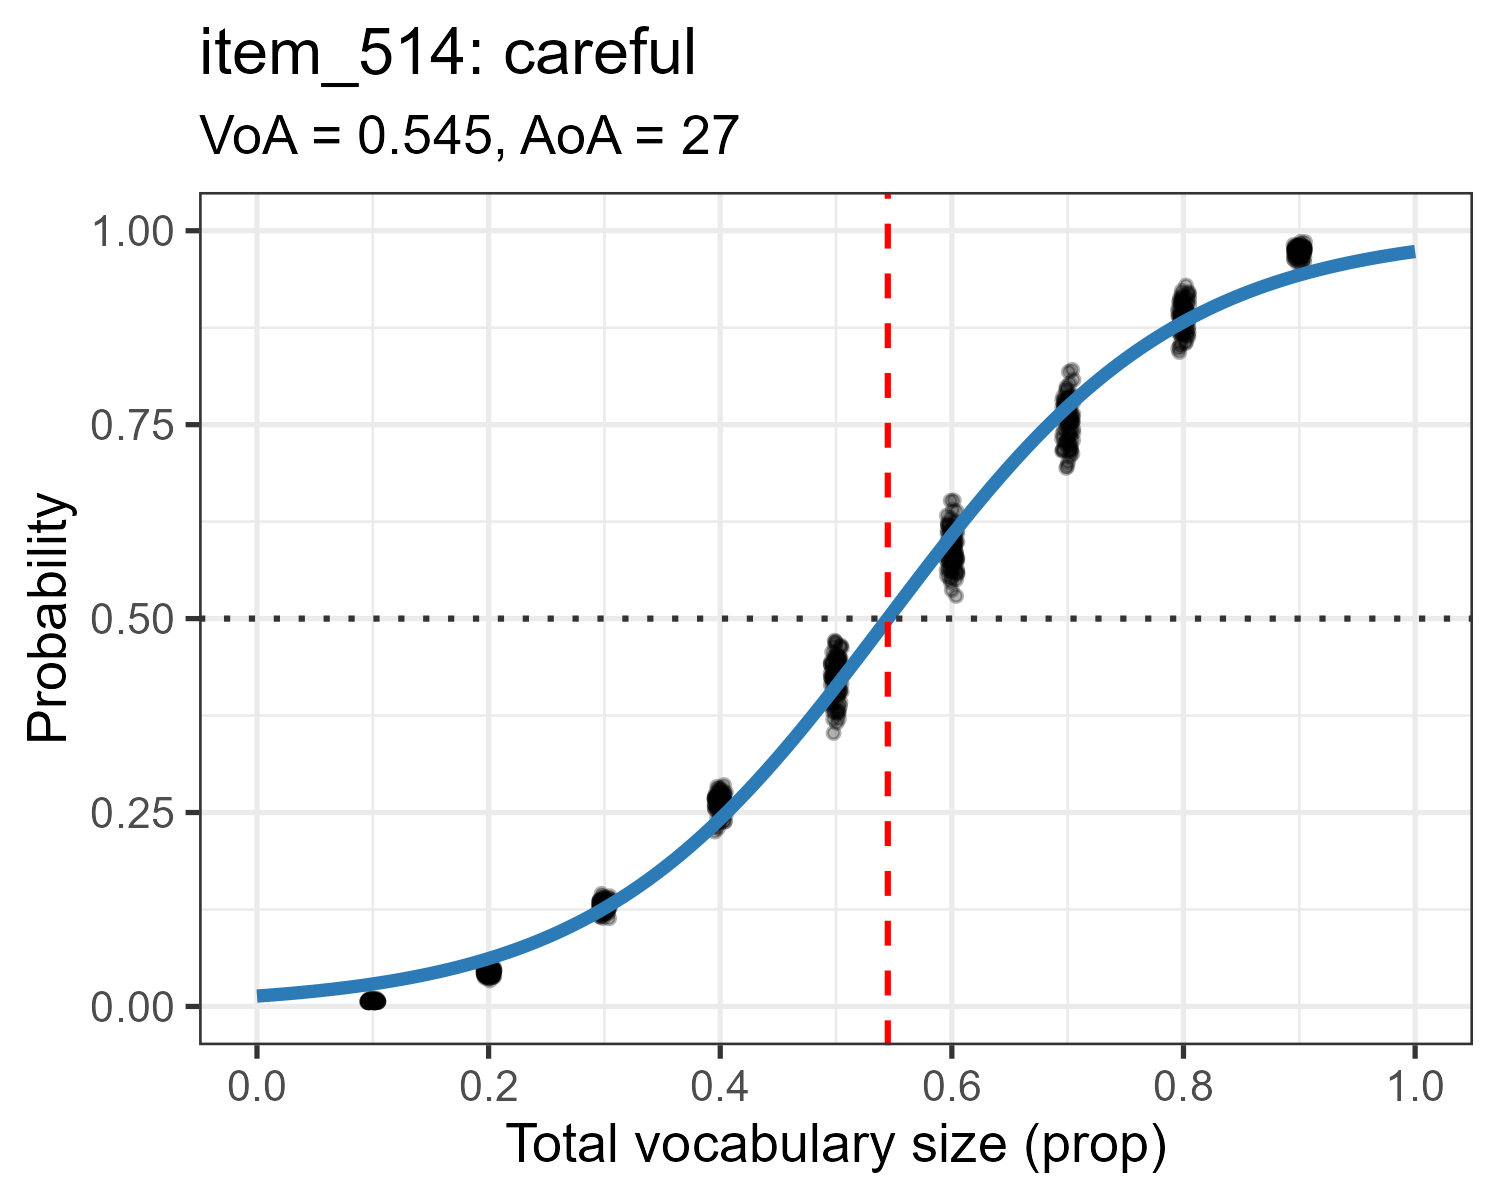 item_514: careful
VoA = 0.545, AoA = 27
1.00
0.75
0.50
0.25
0.00
Probability
0.0 0.2 0.4 0.6 0.8 1.0
Total vocabulary size (prop)